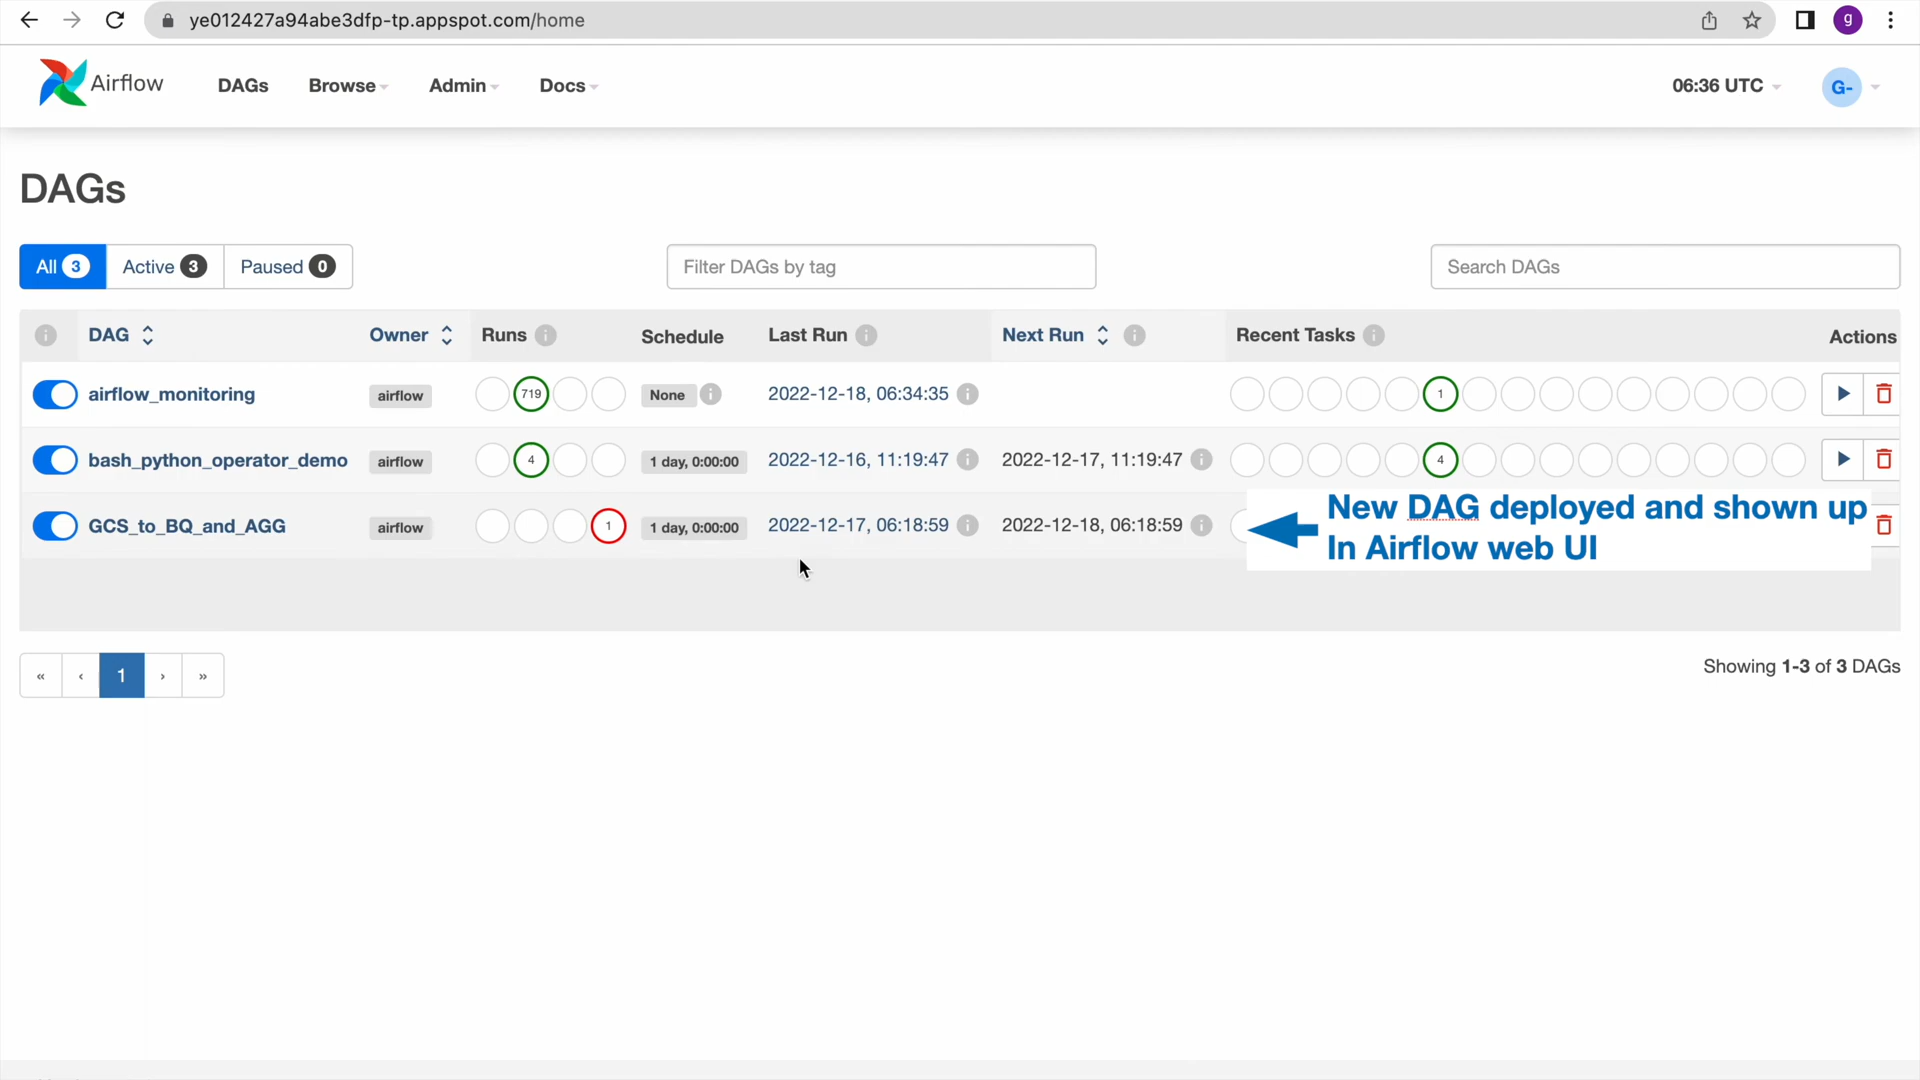 ye012427a94abe3dfp-tp.appspot.com/home
g
Airflow DAGs Browse Admin Docs 06:36 UTC G-
DAGs
All 3 Active 3 Paused 0 Filter DAGs by tag Search DAGs
DAG Owner Runs Schedule Last Run Next Run Recent Tasks Actions
airflow_monitoring airflow 719 None 2022-12-18, 06:34:35 1
bash_python_operator_demo airflow 4 1 day, 0:00:00 2022-12-16, 11:19:47 2022-12-17, 11:19:47 4
GCS_to_BQ_and_AGG airflow 1 1 day, 0:00:00 2022-12-17, 06:18:59 2022-12-18, 06:18:59
New DAG deployed and shown up
In Airflow web UI
« ‹ 1 › »
Showing 1-3 of 3 DAGs